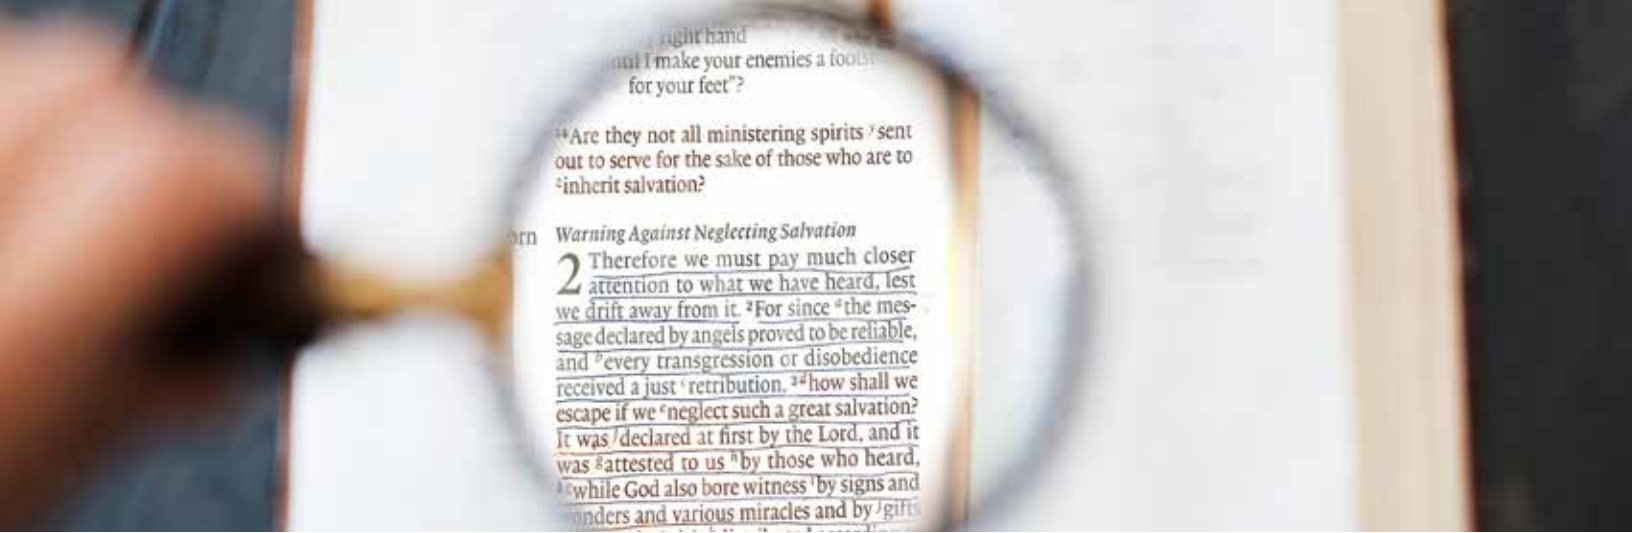 right hand
I make your enemies a
for your feet"?
14 Are they not all ministering spirits y sent
out to serve for the sake of those who are to
inherit salvation?
Warning Against Neglecting Salvation
2 Therefore we must pay much closer
attention to what we have heard, lest
we drift away from it. 2 For since a the mes-
sage declared by angels proved to be reliable,
and b every transgression or disobedience
received a just c retribution, 3 d how shall we
escape if we e neglect such a great salvation?
It was f declared at first by the Lord, and it
was g attested to us h by those who heard,
while God also bore witness i by signs and
wonders and various miracles and by j gifts